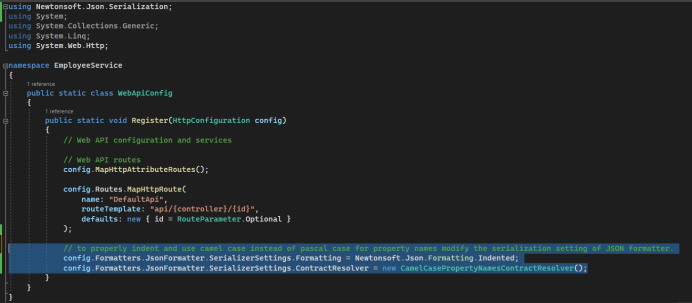 using Newtonsoft.Json.Serialization;
using System;
using System.Collections.Generic;
using System.Linq;
using System.Web.Http;
namespace EmployeeService
{
1 reference
public static class WebApiConfig
{
1 reference
public static void Register(HttpConfiguration config)
{
// Web API configuration and services
// Web API routes
config.MapHttpAttributeRoutes();
config.Routes.MapHttpRoute(
name: "DefaultApi",
routeTemplate: "api/{controller}/{id}",
defaults: new { id = RouteParameter.Optional }
);
// to properly indent and use camel case instead of pascal case for property names modify the serialization setting of JSON formatter.
config.Formatters.JsonFormatter.SerializerSettings.Formatting = Newtonsoft.Json.Formatting.Indented;
config.Formatters.JsonFormatter.SerializerSettings.ContractResolver = new CamelCasePropertyNamesContractResolver();
}
}
}